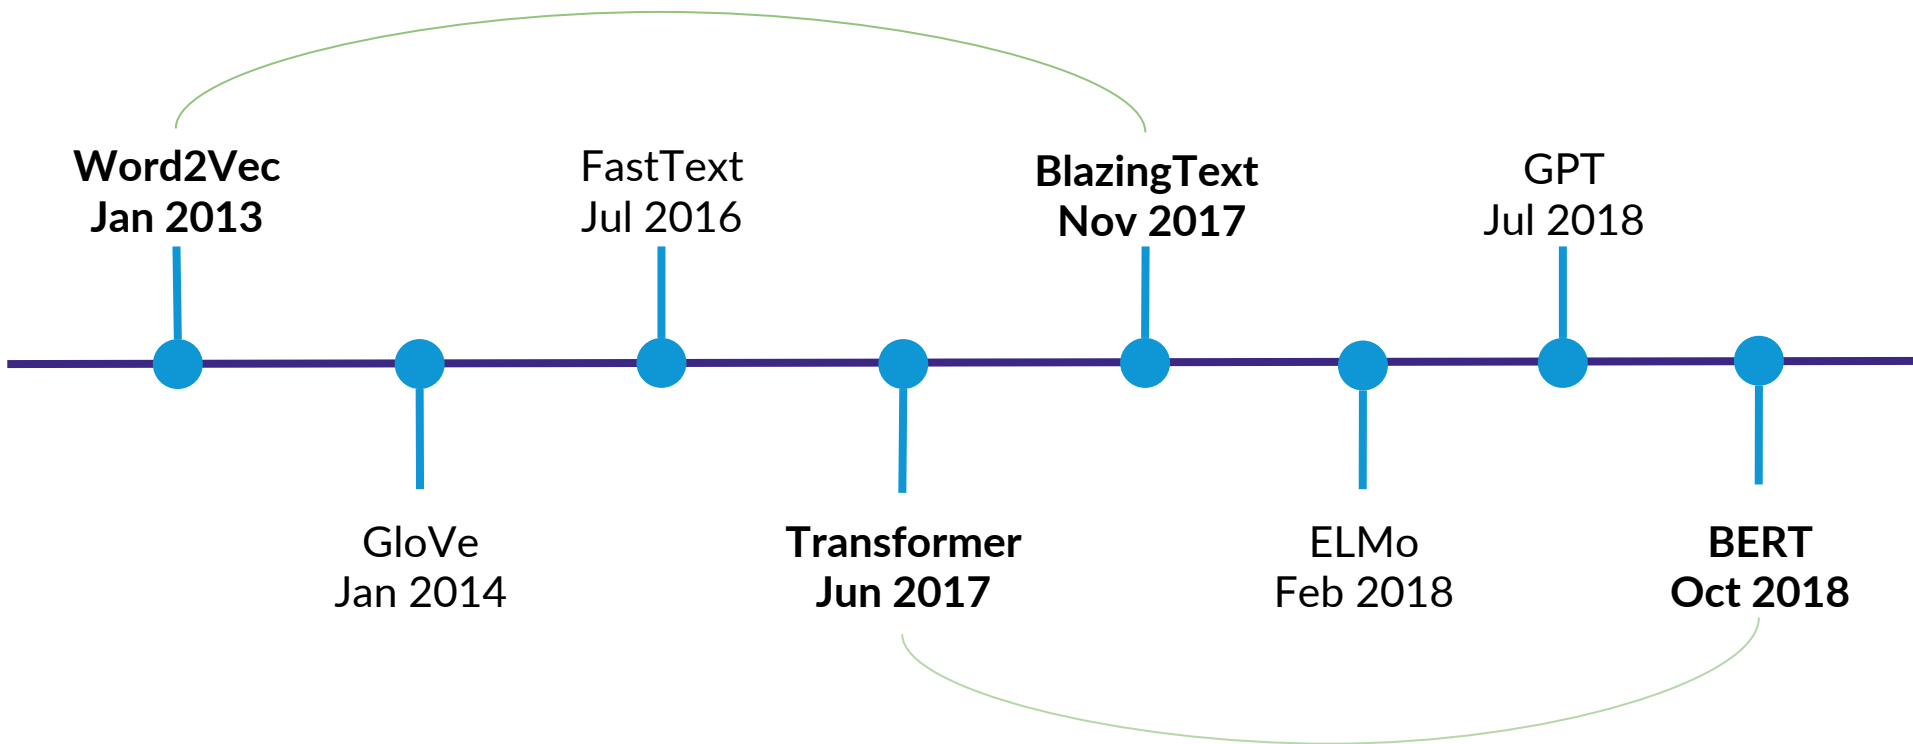 Word2Vec
Jan 2013
GloVe
Jan 2014
FastText
Jul 2016
Transformer
Jun 2017
BlazingText
Nov 2017
ELMo
Feb 2018
GPT
Jul 2018
BERT
Oct 2018